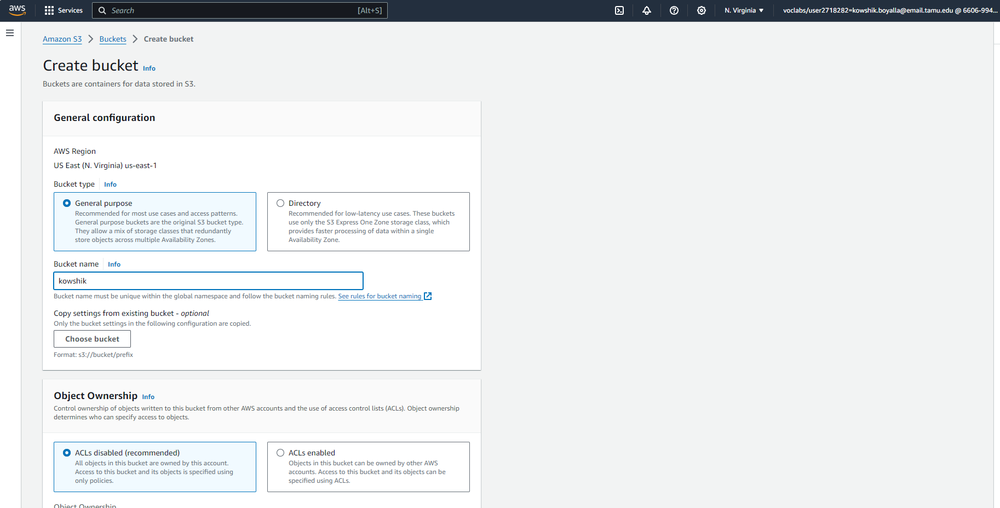 aws
Services
Search
[Alt+S]
N. Virginia
voclabs/user2718282=kowshik.boyalla@email.tamu.edu @ 6606-994...
Amazon S3 > Buckets > Create bucket
Create bucket Info
Buckets are containers for data stored in S3.
General configuration
AWS Region
US East (N. Virginia) us-east-1
Bucket type Info
General purpose
Recommended for most use cases and access patterns.
General purpose buckets are the original S3 bucket type.
They allow a mix of storage classes that redundantly
store objects across multiple Availability Zones.
Directory
Recommended for low-latency use cases. These buckets
use only the S3 Express One Zone storage class, which
provides faster processing of data within a single
Availability Zone.
Bucket name Info
kowshik
Bucket name must be unique within the global namespace and follow the bucket naming rules. See rules for bucket naming
Copy settings from existing bucket - optional
Only the bucket settings in the following configuration are copied.
Choose bucket
Format: s3://bucket/prefix
Object Ownership Info
Control ownership of objects written to this bucket from other AWS accounts and the use of access control lists (ACLs). Object ownership
determines who can specify access to objects.
ACLs disabled (recommended)
All objects in this bucket are owned by this account.
Access to this bucket and its objects is specified using
only policies.
ACLs enabled
Objects in this bucket can be owned by other AWS
accounts. Access to this bucket and its objects can be
specified using ACLs.
Object Ownership